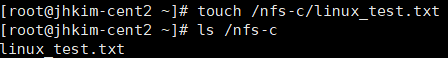 [root@jhkim-cent2 ~]# touch /nfs-c/linux_test.txt
[root@jhkim-cent2 ~]# ls /nfs-c
linux_test.txt